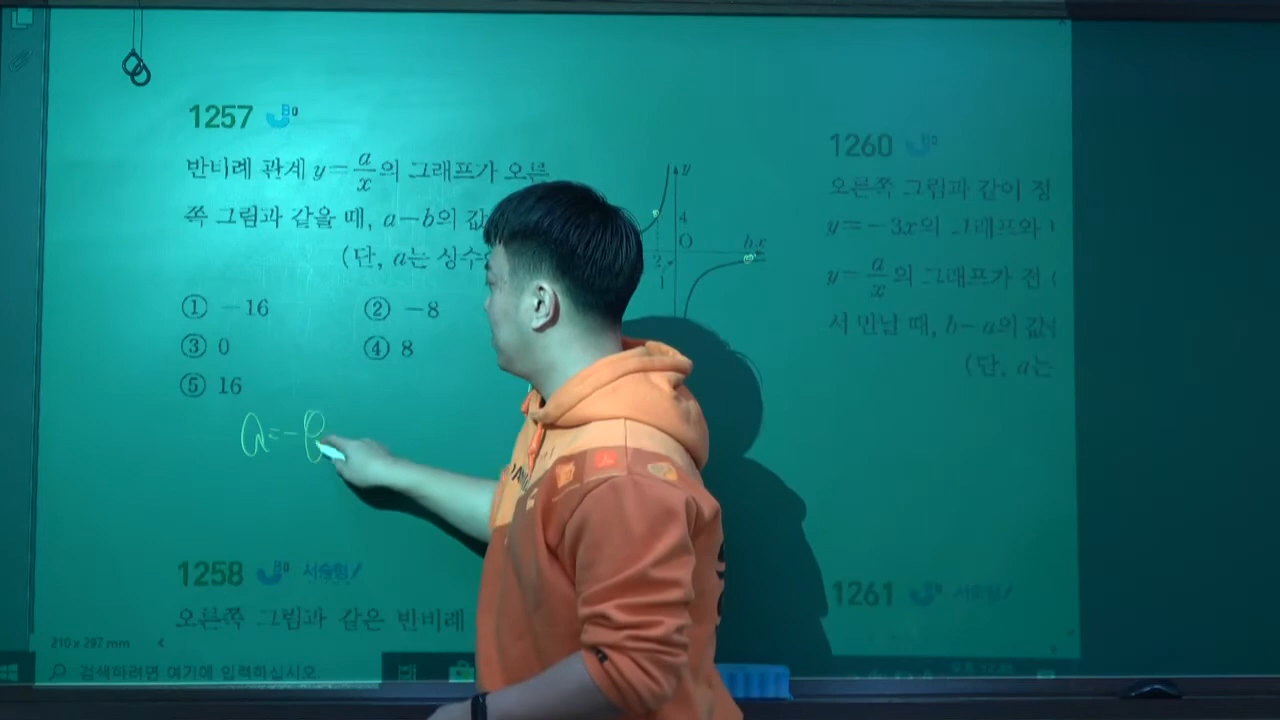 1257
반비례 관계 y=a/x의 그래프가 오른
쪽 그림과 같을 때, a-b의 값
(단, a는 상수
① -16
② -8
③ 0
④ 8
⑤ 16
a=-8
y
4
O
b x
2
1
1258 서술형
오른쪽 그림과 같은 반비례
1260
오른쪽 그림과 같이 정
y=-3x의 그래프와
y=a/x의 그래프가 전
서 만날 때, b-a의 값
(단, a는
1261 서술형
210 x 297 mm
검색하려면 여기에 입력하십시오.